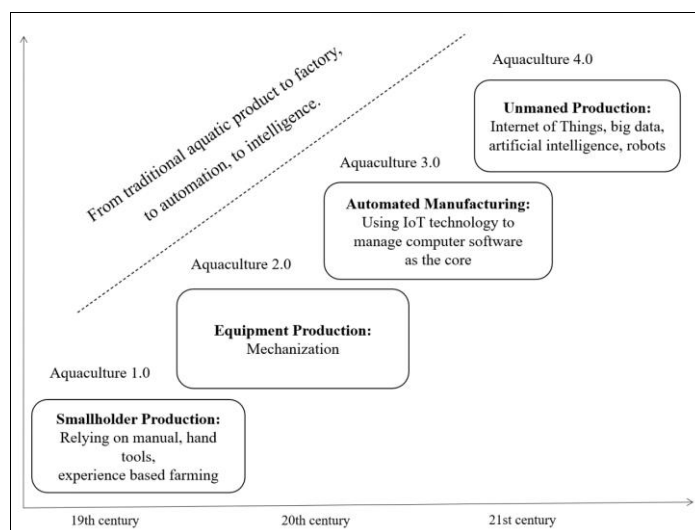 From traditional aquatic product to factory,
to automation, to intelligence.
Aquaculture 4.0
Unmaned Production:
Internet of Things, big data,
artificial intelligence, robots
Aquaculture 3.0
Automated Manufacturing:
Using IoT technology to
manage computer software
as the core
Aquaculture 2.0
Equipment Production:
Mechanization
Aquaculture 1.0
Smallholder Production:
Relying on manual, hand
tools,
experience based farming
19th century
20th century
21st century